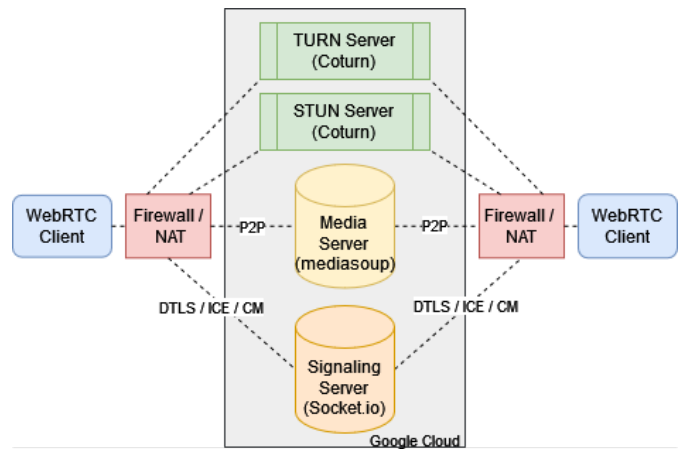 TURN Server
(Coturn)
STUN Server
(Coturn)
WebRTC
Client
Firewall /
NAT
P2P
Media
Server
(mediasoup)
P2P
Firewall /
NAT
WebRTC
Client
DTLS / ICE / CM
DTLS / ICE / CM
Signaling
Server
(Socket.io)
Google Cloud